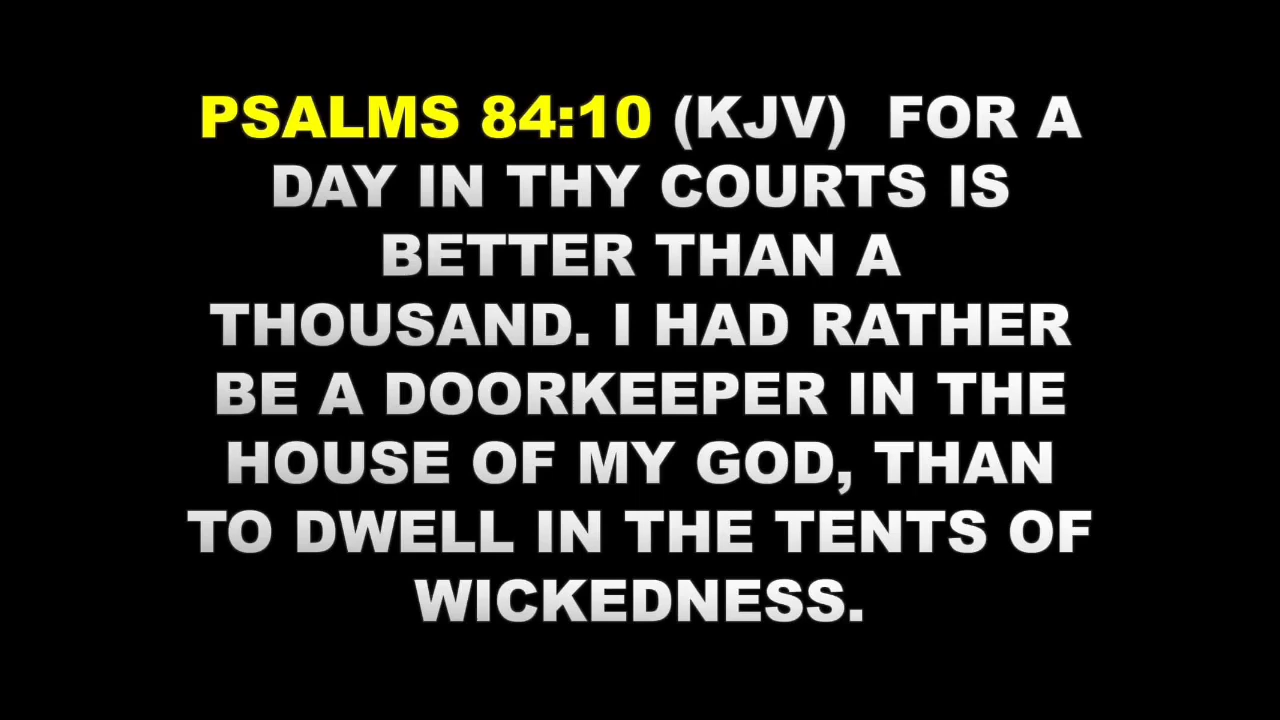 PSALMS 84:10 (KJV)  FOR A
DAY IN THY COURTS IS
BETTER THAN A
THOUSAND. I HAD RATHER
BE A DOORKEEPER IN THE
HOUSE OF MY GOD, THAN
TO DWELL IN THE TENTS OF
WICKEDNESS.